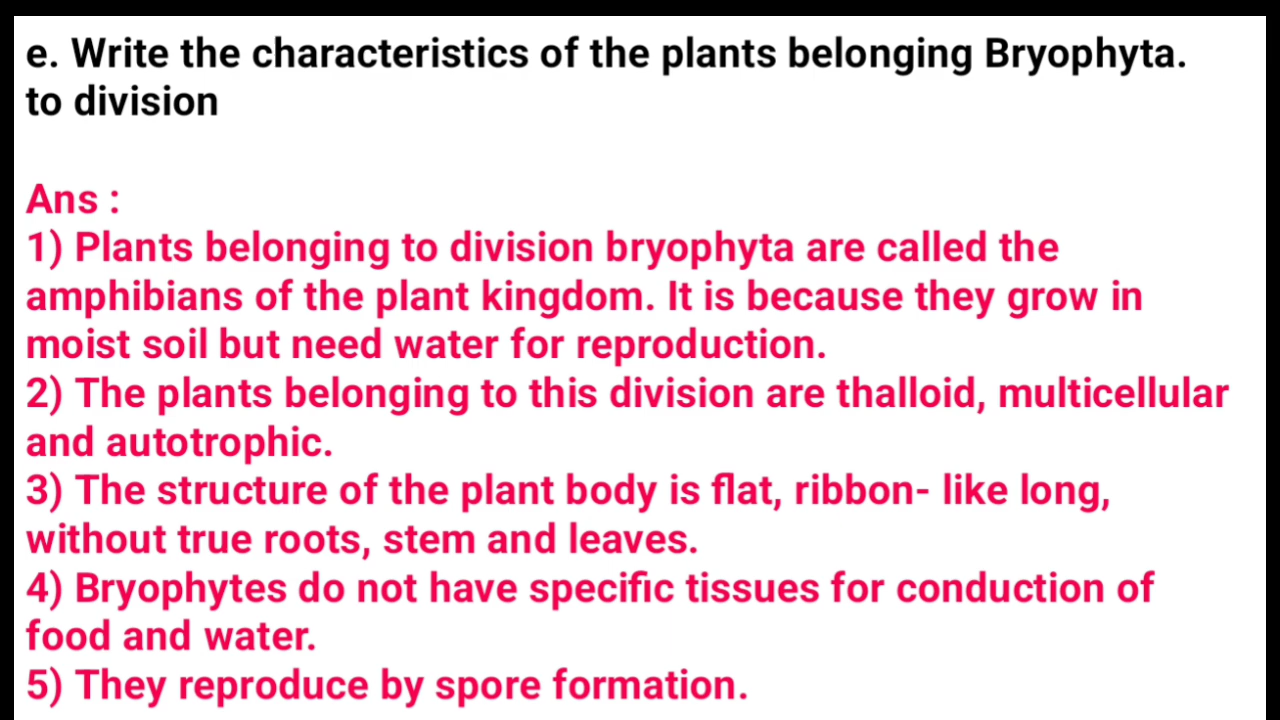 e. Write the characteristics of the plants belonging Bryophyta.
to division
Ans :
1) Plants belonging to division bryophyta are called the
amphibians of the plant kingdom. It is because they grow in
moist soil but need water for reproduction.
2) The plants belonging to this division are thalloid, multicellular
and autotrophic.
3) The structure of the plant body is flat, ribbon- like long,
without true roots, stem and leaves.
4) Bryophytes do not have specific tissues for conduction of
food and water.
5) They reproduce by spore formation.